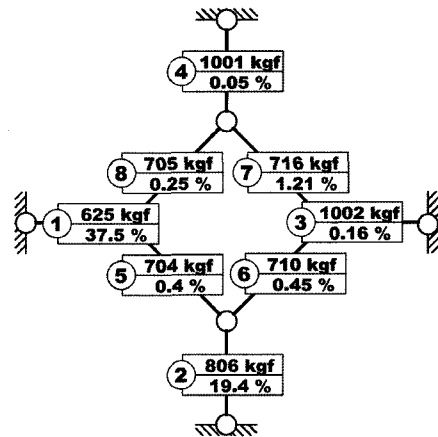 4 1001 kgf
0.05 %
8 705 kgf
0.25 %
7 716 kgf
1.21 %
1 625 kgf
37.5 %
3 1002 kgf
0.16 %
5 704 kgf
0.4 %
6 710 kgf
0.45 %
2 806 kgf
19.4 %